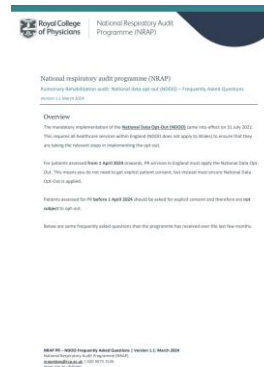 Royal College
of Physicians
National Respiratory Audit
Programme (NRAP)
National respiratory audit programme (NRAP)
Pulmonary Rehabilitation audit: National data opt-out (NDOO) – Frequently Asked Questions
Version 1.1 March 2024
Overview
The mandatory implementation of the National Data Opt-Out (NDOO) came into effect on 31 July 2022.
This requires all healthcare services within England (NDOO does not apply to Wales) to ensure that they
are taking the relevant steps in implementing the opt-out.
For patients assessed from 1 April 2024 onwards, PR services in England must apply the National Data Opt-
Out. This means you do not need to get explicit patient consent, but instead must ensure National Data
Opt-Out is applied.
Patients assessed for PR before 1 April 2024 should be asked for explicit consent and therefore are not
subject to opt-out.
Below are some frequently asked questions that the programme has received over the last few months.
NRAP PR – NDOO Frequently Asked Questions | Version 1.1: March 2024
National Respiratory Audit Programme (NRAP)